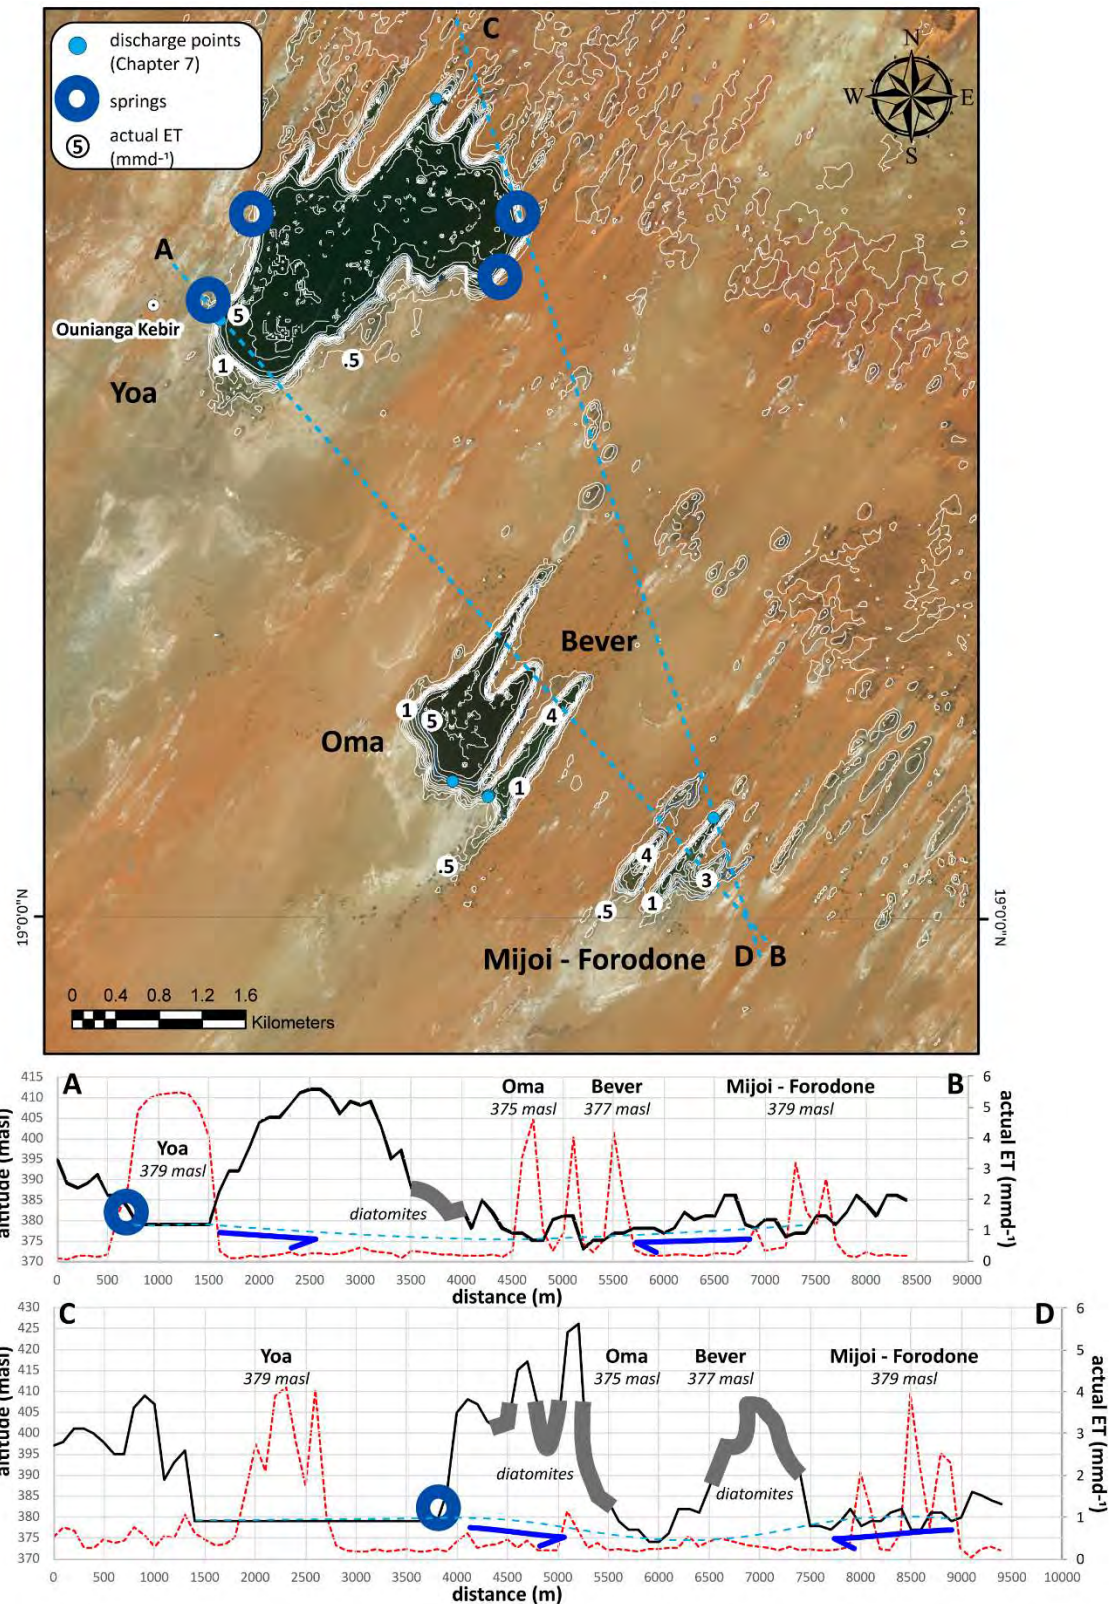 C
discharge points
(Chapter 7)
springs
5
actual ET
(mmd⁻¹)
N
W
E
S
A
Ounianga Kebir
5
1
.5
Yoa
Bever
1
5
4
Oma
1
.5
4
3
.5
1
19°0'0"N
19°0'0"N
Mijoi - Forodone
D
B
0 0.4 0.8 1.2 1.6
Kilometers
A
B
altitude (masl)
415
410
405
400
395
390
385
380
375
370
Yoa
379 masl
diatomites
Oma
375 masl
Bever
377 masl
Mijoi - Forodone
379 masl
6
5
4
3
2
1
0
actual ET (mmd⁻¹)
0 500 1000 1500 2000 2500 3000 3500 4000 4500 5000 5500 6000 6500 7000 7500 8000 8500 9000
distance (m)
C
D
altitude (masl)
430
425
420
415
410
405
400
395
390
385
380
375
370
Yoa
379 masl
diatomites
Oma
375 masl
Bever
377 masl
diatomites
Mijoi - Forodone
379 masl
6
5
4
3
2
1
0
actual ET (mmd⁻¹)
0 500 1000 1500 2000 2500 3000 3500 4000 4500 5000 5500 6000 6500 7000 7500 8000 8500 9000 9500 10000
distance (m)